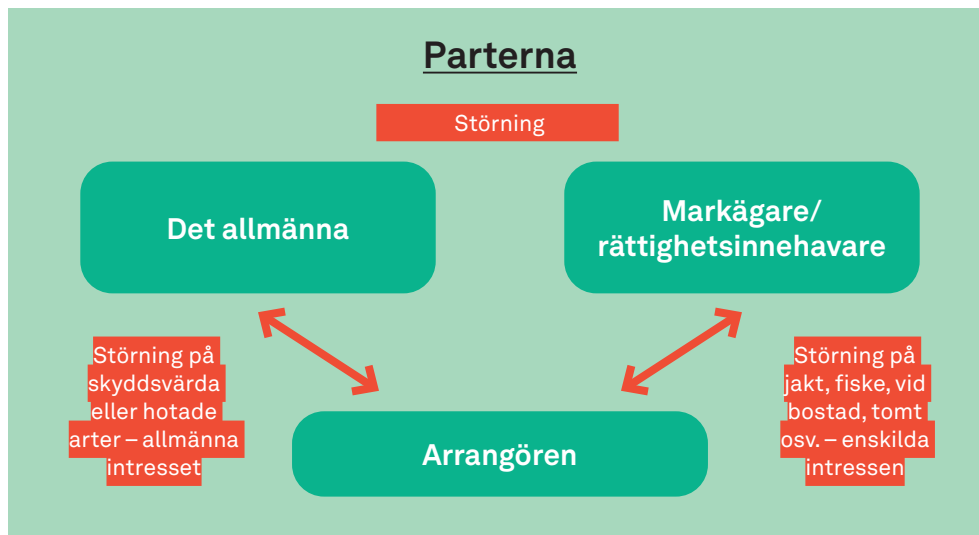 Parterna
Störning
Det allmänna
Markägare/
rättighetsinnehavare
Störning på
skyddsvärda
eller hotade
arter – allmänna
intresset
Störning på
jakt, fiske, vid
bostad, tomt
osv. – enskilda
intressen
Arrangören